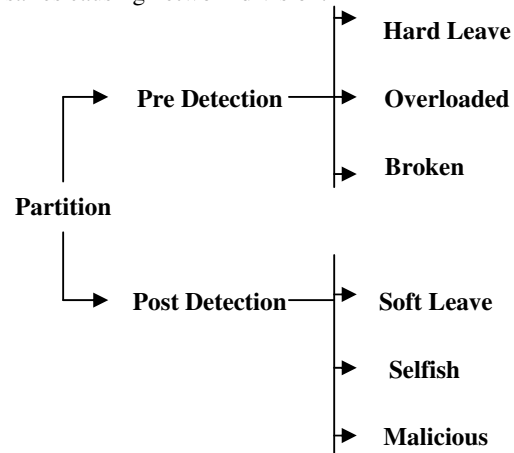 Hard Leave
Pre Detection Overloaded
Broken
Partition
Post Detection Soft Leave
Selfish
Malicious